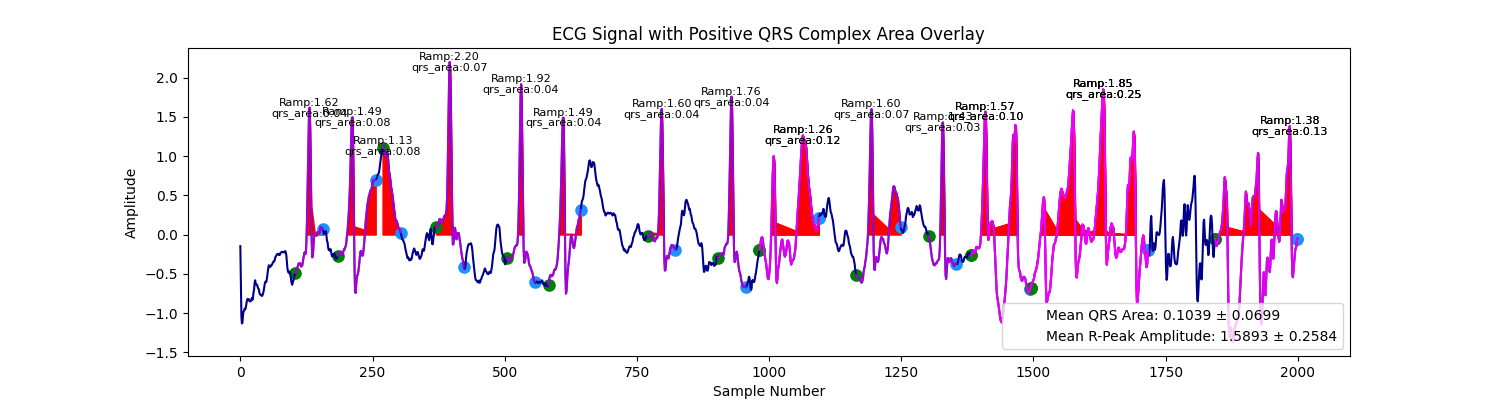 ECG Signal with Positive QRS Complex Area Overlay
Ramp:2.20
qrs_area:0.07
Ramp:1.92
qrs_area:0.04
Ramp:1.85
qrs_area:0.25
Ramp:1.62
Ramp:1.49
qrs_area:0.08
Ramp:1.13
qrs_area:0.08
Ramp:1.49
qrs_area:0.04
Ramp:1.60
qrs_area:0.04
Ramp:1.76
qrs_area:0.04
Ramp:1.26
qrs_area:0.12
Ramp:1.60
qrs_area:0.07
Ramp:1.57
qrs_area:0.10
qrs_area:0.03
Ramp:1.38
qrs_area:0.13
2.0
1.5
1.0
0.5
0.0
−0.5
−1.0
−1.5
Amplitude
Mean QRS Area: 0.1039 ± 0.0699
Mean R-Peak Amplitude: 1.5893 ± 0.2584
0 250 500 750 1000 1250 1500 1750 2000
Sample Number